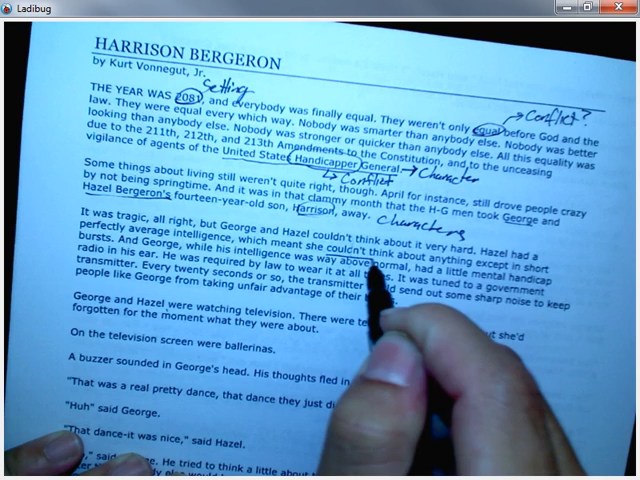 Ladibug
HARRISON BERGERON
by Kurt Vonnegut, Jr.
Setting
Conflict?
THE YEAR WAS 2081, and everybody was finally equal. They weren't only equal before God and the
law. They were equal every which way. Nobody was smarter than anybody else. Nobody was better
looking than anybody else. Nobody was stronger or quicker than anybody else. All this equality was
due to the 211th, 212th, and 213th Amendments to the Constitution, and to the unceasing
vigilance of agents of the United States Handicapper General.
Character
Conflict
Some things about living still weren't quite right, though. April for instance, still drove people crazy
by not being springtime. And it was in that clammy month that the H-G men took George and
Hazel Bergeron's fourteen-year-old son, Harrison, away.
Characters
It was tragic, all right, but George and Hazel couldn't think about it very hard. Hazel had a
perfectly average intelligence, which meant she couldn't think about anything except in short
bursts. And George, while his intelligence was way above normal, had a little mental handicap
radio in his ear. He was required by law to wear it at all . It was tuned to a government
transmitter. Every twenty seconds or so, the transmitter would send out some sharp noise to keep
people like George from taking unfair advantage of their
George and Hazel were watching television. There were but she'd
forgotten for the moment what they were about.
On the television screen were ballerinas.
A buzzer sounded in George's head. His thoughts fled in
"That was a real pretty dance, that dance they just di
"Huh" said George.
"That dance-it was nice," said Hazel.
," said . He tried to think a little about